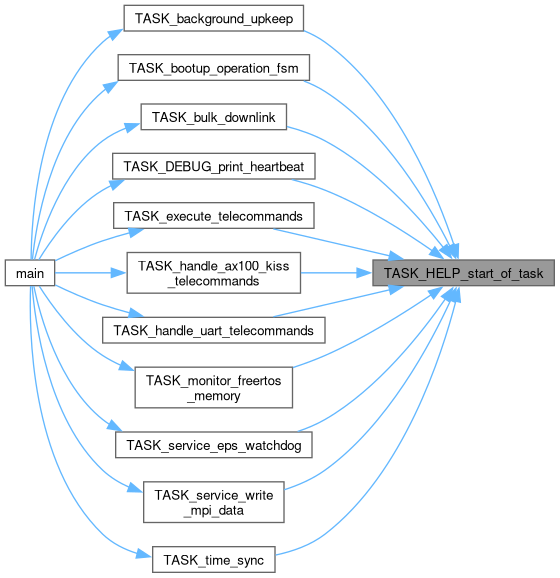 TASK_background_upkeep
TASK_bootup_operation_fsm
TASK_bulk_downlink
TASK_DEBUG_print_heartbeat
TASK_execute_telecommands
main
TASK_handle_ax100_kiss
_telecommands
TASK_HELP_start_of_task
TASK_handle_uart_telecommands
TASK_monitor_freertos
_memory
TASK_service_eps_watchdog
TASK_service_write
_mpi_data
TASK_time_sync